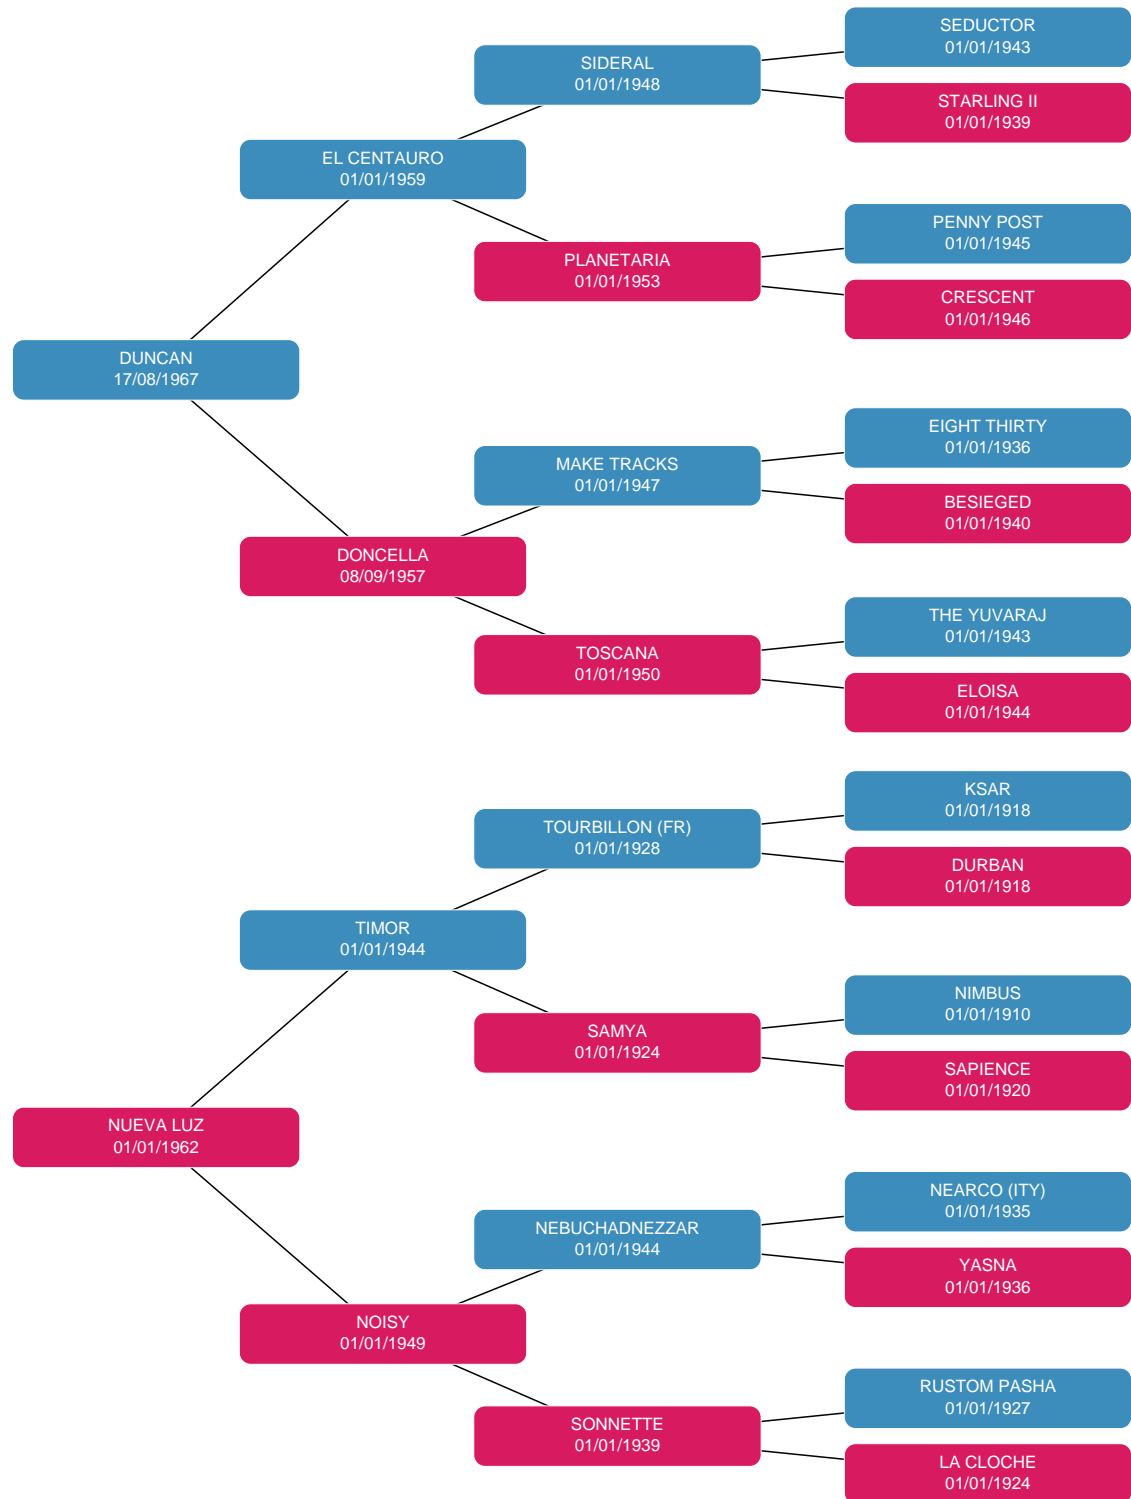 SEDUCTOR
01/01/1943
SIDERAL
01/01/1948
STARLING II
01/01/1939
EL CENTAURO
01/01/1959
PENNY POST
01/01/1945
PLANETARIA
01/01/1953
CRESCENT
01/01/1946
DUNCAN
17/08/1967
EIGHT THIRTY
01/01/1936
MAKE TRACKS
01/01/1947
BESIEGED
01/01/1940
DONCELLA
08/09/1957
THE YUVARAJ
01/01/1943
TOSCANA
01/01/1950
ELOISA
01/01/1944
KSAR
01/01/1918
TOURBILLON (FR)
01/01/1928
DURBAN
01/01/1918
TIMOR
01/01/1944
NIMBUS
01/01/1910
SAMYA
01/01/1924
SAPIENCE
01/01/1920
NUEVA LUZ
01/01/1962
NEARCO (ITY)
01/01/1935
NEBUCHADNEZZAR
01/01/1944
YASNA
01/01/1936
NOISY
01/01/1949
RUSTOM PASHA
01/01/1927
SONNETTE
01/01/1939
LA CLOCHE
01/01/1924